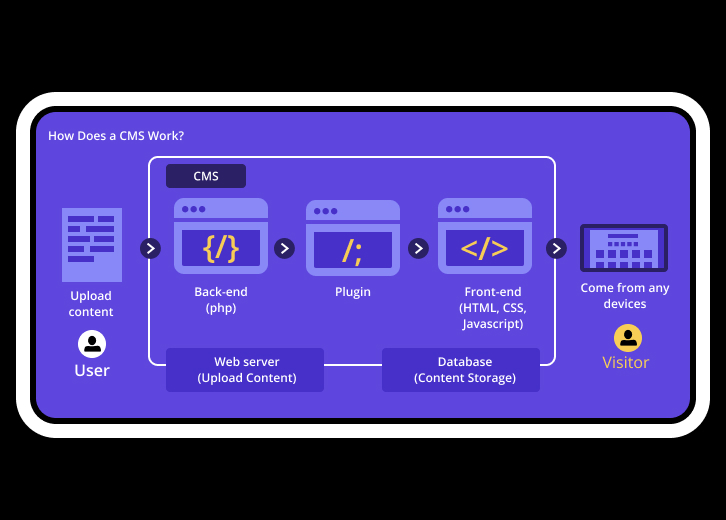 How Does a CMS Work?
CMS
{/}
/;
</>
Upload
content
User
Back-end
(php)
Plugin
Front-end
(HTML, CSS,
Javascript)
Come from any
devices
Visitor
Web server
(Upload Content)
Database
(Content Storage)